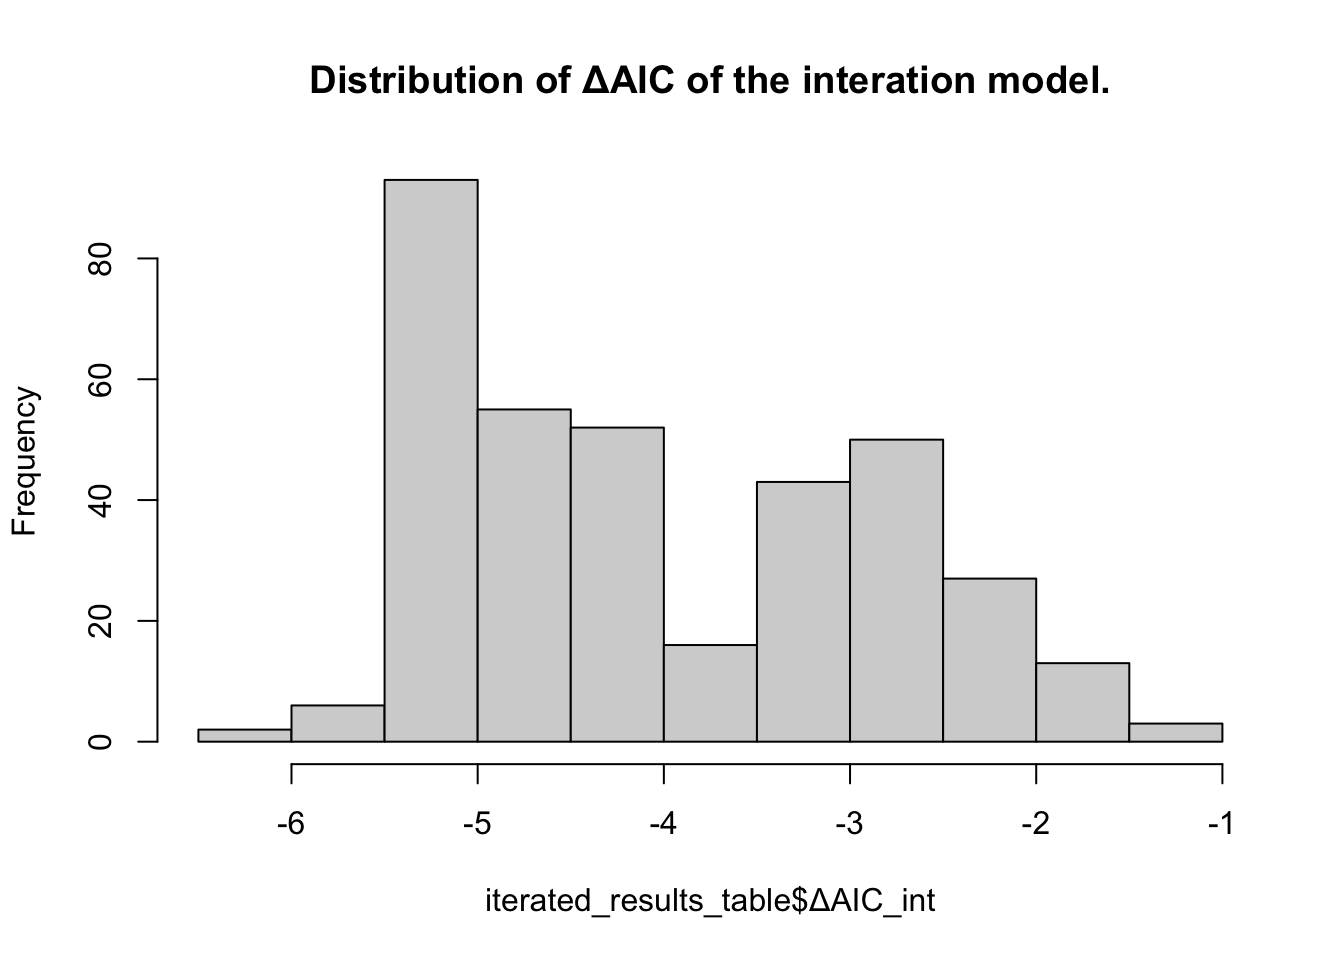 Distribution of ΔAIC of the interation model.
Frequency
80
60
40
20
0
-6 -5 -4 -3 -2 -1
iterated_results_table$ΔAIC_int